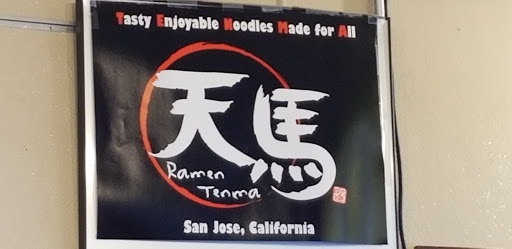 Tasty Enjoyable Noodles Made for All
天馬
Ramen
Tenma
San Jose, California